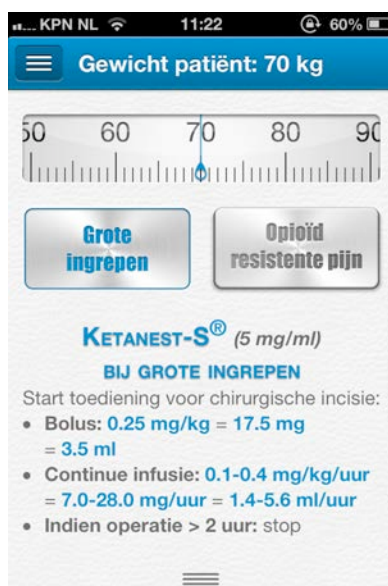 KPN NL 11:22 60%
Gewicht patiënt: 70 kg
50 60 70 80 90
Grote
ingrepen
Opioïd
resistente pijn
KETANEST-S® (5 mg/ml)
BIJ GROTE INGREPEN
Start toediening voor chirurgische incisie:
• Bolus: 0.25 mg/kg = 17.5 mg
= 3.5 ml
• Continue infusie: 0.1-0.4 mg/kg/uur
= 7.0-28.0 mg/uur = 1.4-5.6 ml/uur
• Indien operatie > 2 uur: stop